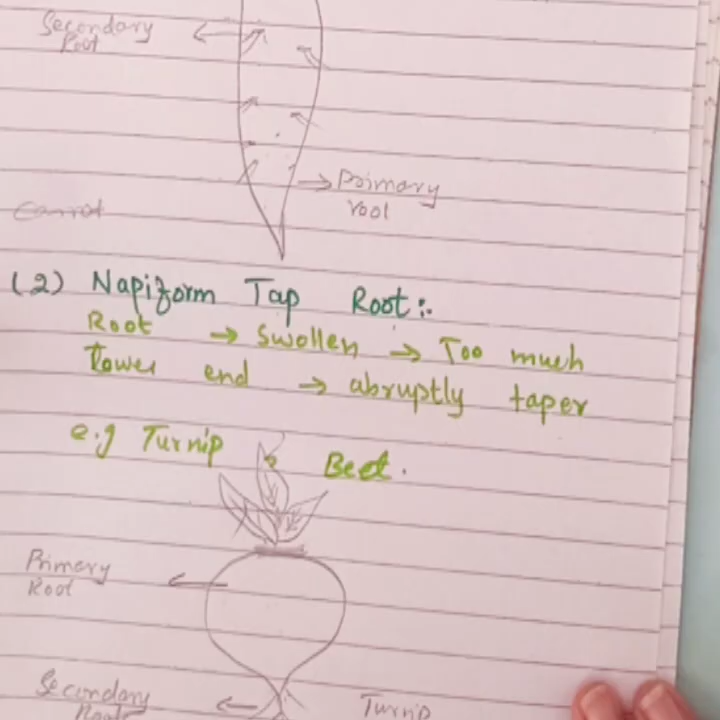 Secondary
Root
Primary
root
Carrot
(2) Napiform Tap Root:-
Root → Swollen → Too much
lower end → abruptly taper
e.g Turnip Beet.
Primary
Root
Secondary
Roots
Turnip